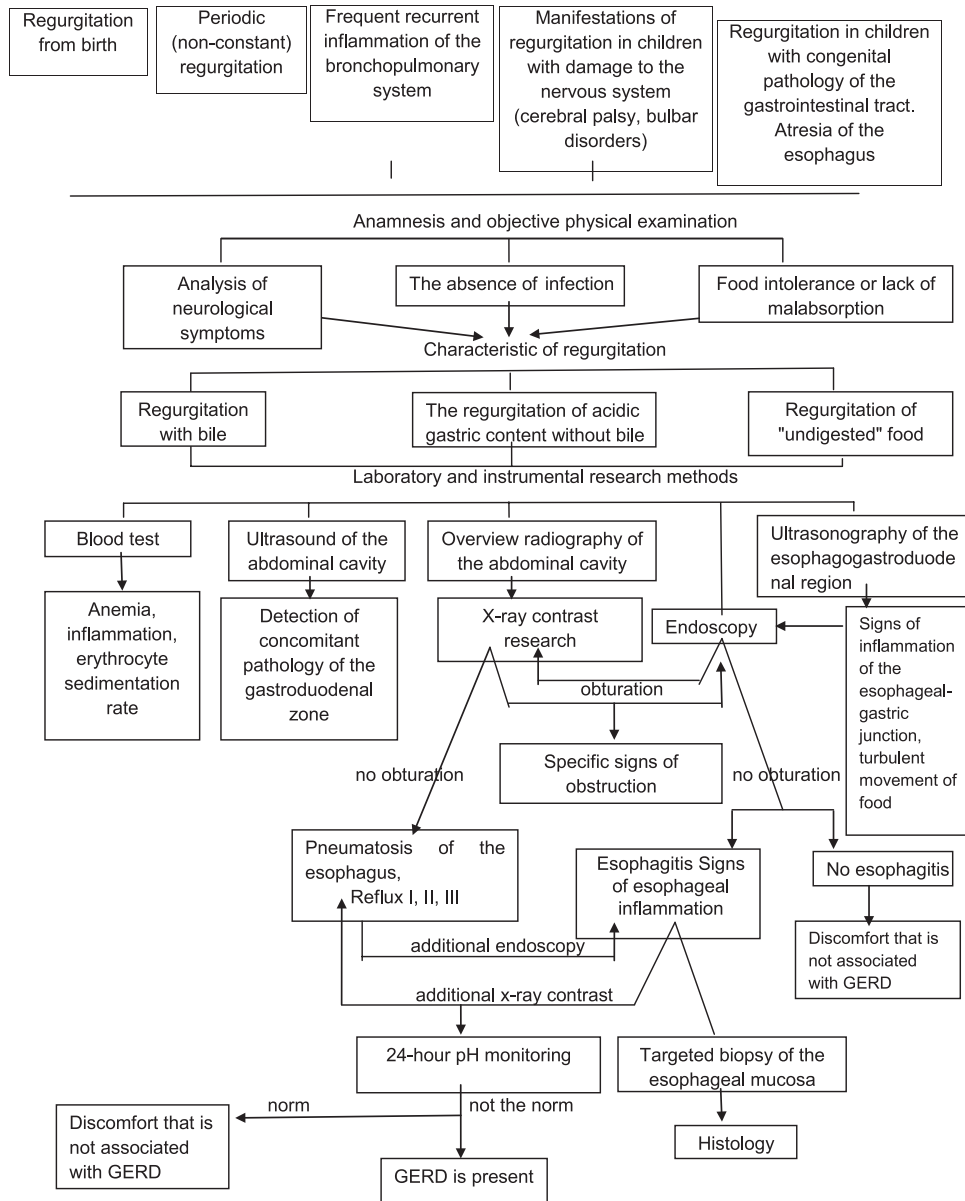 Regurgitation
from birth
Periodic
(non-constant)
regurgitation
Frequent recurrent
inflammation of the
bronchopulmonary
system
Manifestations of
regurgitation in children
with damage to the
nervous system
(cerebral palsy, bulbar
disorders)
Regurgitation in children
with congenital
pathology of the
gastrointestinal tract.
Atresia of the
esophagus
Anamnesis and objective physical examination
Analysis of
neurological
symptoms
The absence of infection
Food intolerance or lack of
malabsorption
Characteristic of regurgitation
Regurgitation
with bile
The regurgitation of acidic
gastric content without bile
Regurgitation of
"undigested" food
Laboratory and instrumental research methods
Blood test
Ultrasound of the
abdominal cavity
Overview radiography of
the abdominal cavity
Ultrasonography of the
esophagogastroduode
nal region
Anemia,
inflammation,
erythrocyte
sedimentation
rate
Detection of
concomitant
pathology of the
gastroduodenal
zone
X-ray contrast
research
Endoscopy
Signs of
inflammation
of the
esophageal-
gastric
junction,
turbulent
movement of
food
obturation
Specific signs of
obstruction
no obturation
no obturation
Pneumatosis of the
esophagus,
Reflux I, II, III
Esophagitis Signs
of esophageal
inflammation
No esophagitis
additional endoscopy
Discomfort that is
not associated
with GERD
additional x-ray contrast
24-hour pH monitoring
Targeted biopsy of the
esophageal mucosa
norm
not the norm
Discomfort that is
not associated
with GERD
Histology
GERD is present